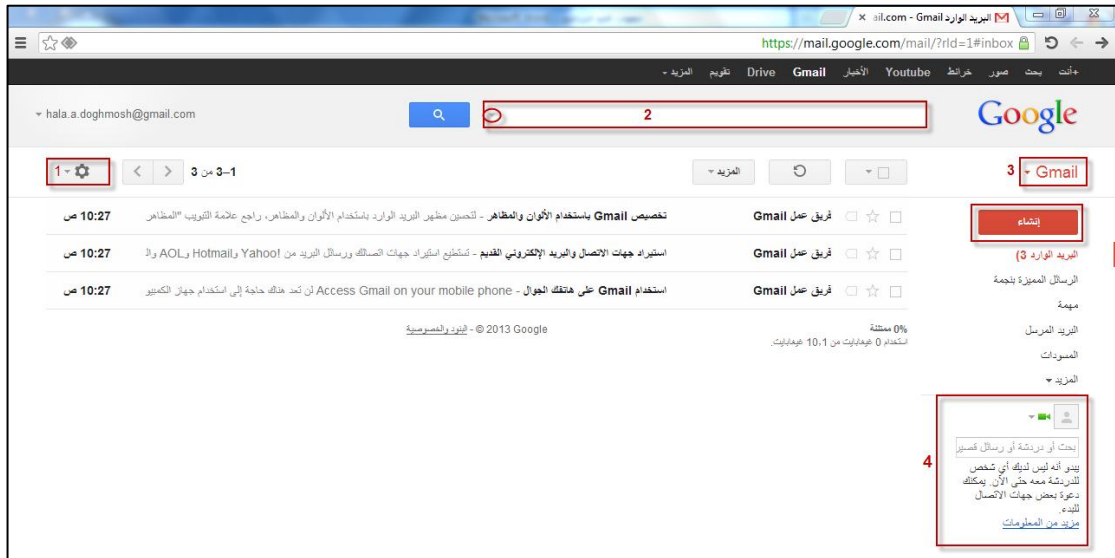 البريد الوارد ail.com - Gmail
https://mail.google.com/mail/?rld=1#inbox
+أنت بحث صور خرائط Youtube الأخبار Gmail Drive تقويم المزيد
Google
2
hala.a.doghmosh@gmail.com
3 Gmail
المزيد
1–3 من 3
1
إنشاء
البريد الوارد 3)
الرسائل المميزة بنجمة
مهمة
البريد المرسل
المسودات
المزيد
فريق عمل Gmail تخصيص Gmail باستخدام الألوان والمظاهر - لتحسين مظهر البريد الوارد باستخدام الألوان والمظاهر، راجع علامة التبويب "المظاهر 10:27 ص
فريق عمل Gmail استيراد جهات الاتصال والبريد الإلكتروني القديم - تستطيع استيراد جهات اتصالك ورسائل البريد من Yahoo! وHotmail وAOL وال 10:27 ص
فريق عمل Gmail استخدام Gmail على هاتفك الجوال - Access Gmail on your mobile phone لن تعد هناك حاجة إلى استخدام جهاز الكمبيو 10:27 ص
0% ممتلئة
استخدام 0 غيغابايت من 10،1 غيغابايت.
© 2013 Google - البنود والخصوصية
4
بحث أو دردشة أو رسائل قصير
يبدو أنه ليس لديك أي شخص
للدردشة معه حتى الآن. يمكنك
دعوة بعض جهات الاتصال
للبدء.
مزيد من المعلومات